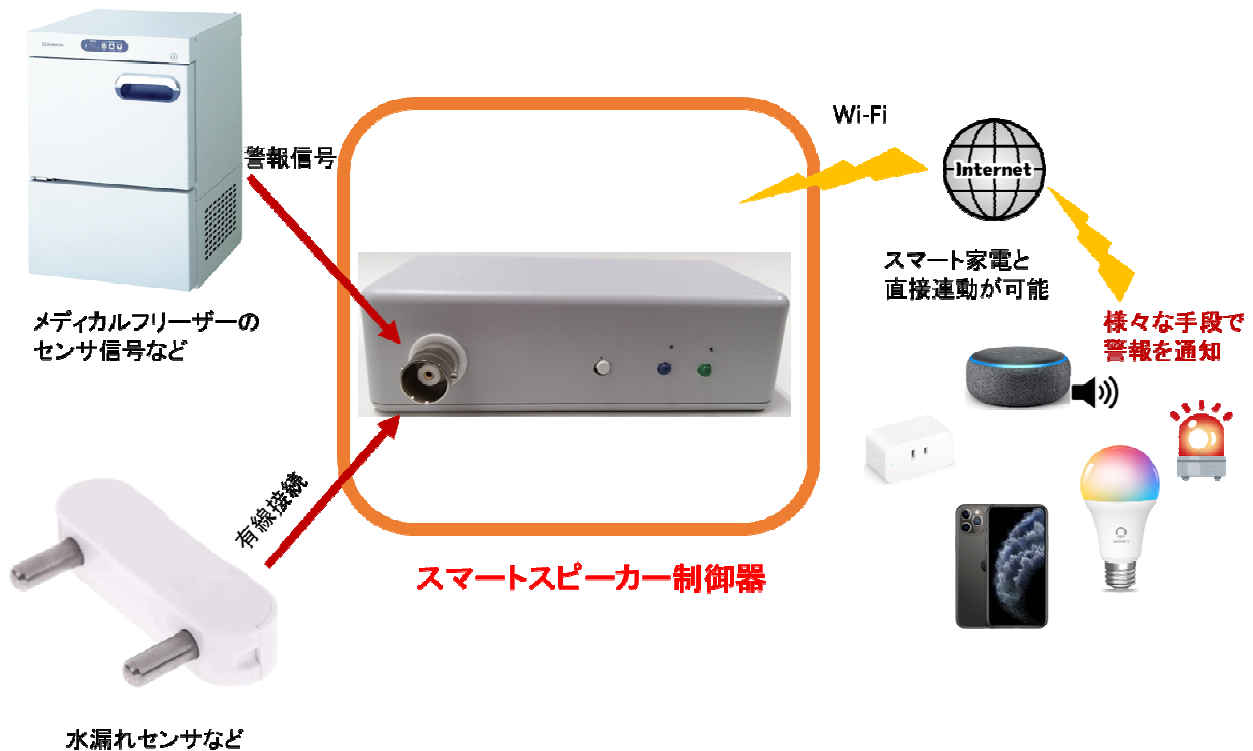 警報信号
メディカルフリーザーの
センサ信号など
Wi-Fi
Internet
スマート家電と
直接連動が可能
様々な手段で
警報を通知
有線接続
スマートスピーカー制御器
水漏れセンサなど